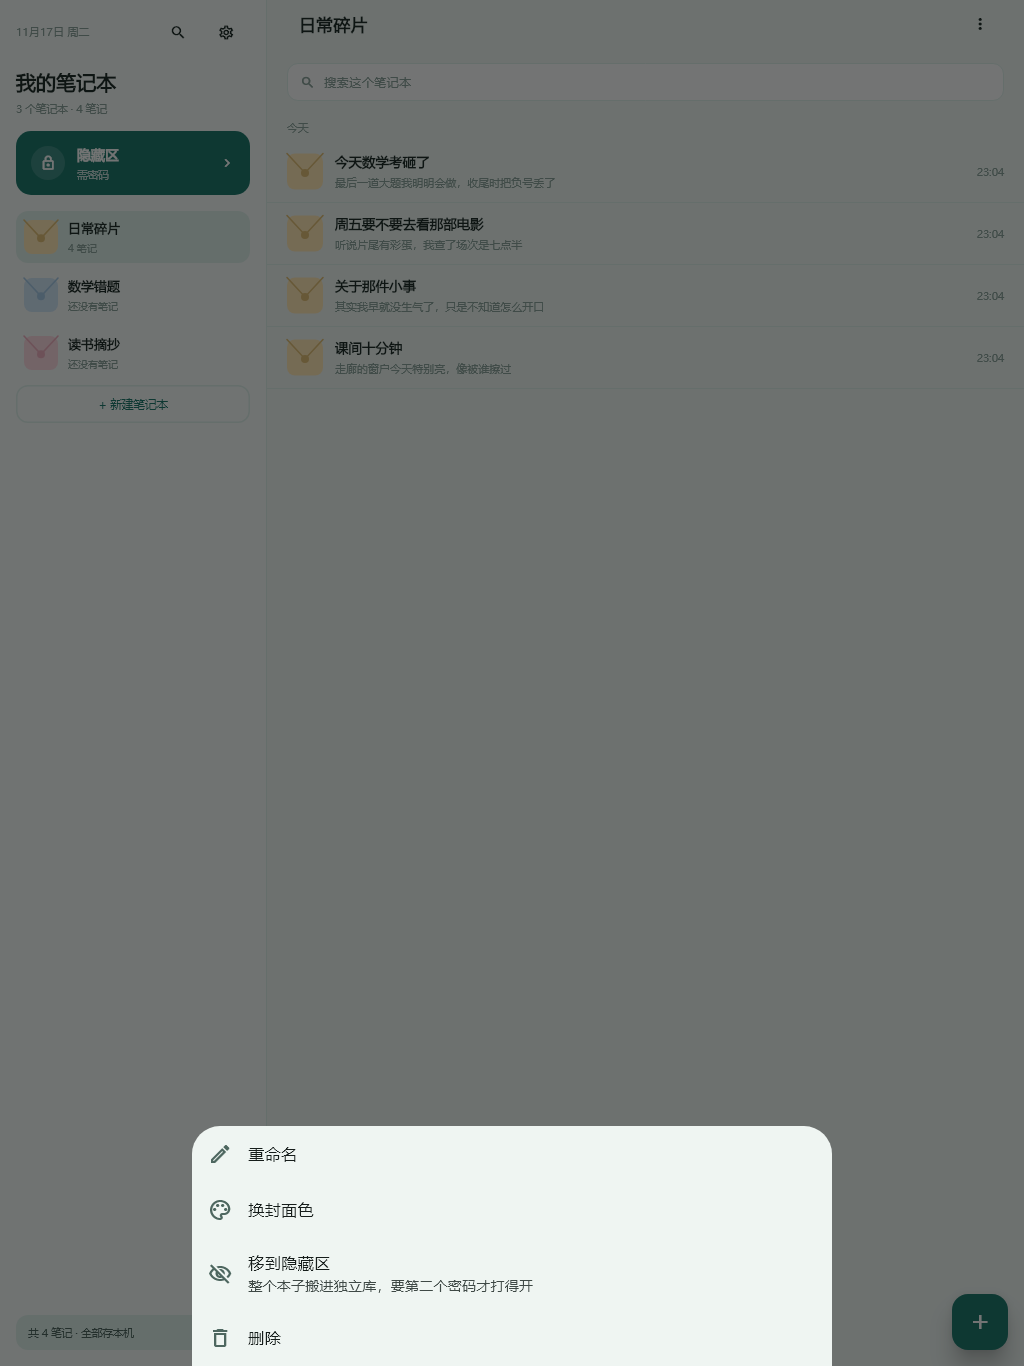 11月17日 周二
我的笔记本
3 个笔记本 · 4 笔记
隐藏区
需密码
日常碎片
4 笔记
数学错题
还没有笔记
读书摘抄
还没有笔记
+ 新建笔记本
共 4 笔记 · 全部存本机
日常碎片
搜索这个笔记本
今天
今天数学考砸了
最后一道大题我明明会做，收尾时把负号丢了
23:04
周五要不要去看那部电影
听说片尾有彩蛋，我查了场次是七点半
23:04
关于那件小事
其实我早就没生气了，只是不知道怎么开口
23:04
课间十分钟
走廊的窗户今天特别亮，像被谁擦过
23:04
重命名
换封面色
移到隐藏区
整个本子搬进独立库，要第二个密码才打得开
删除